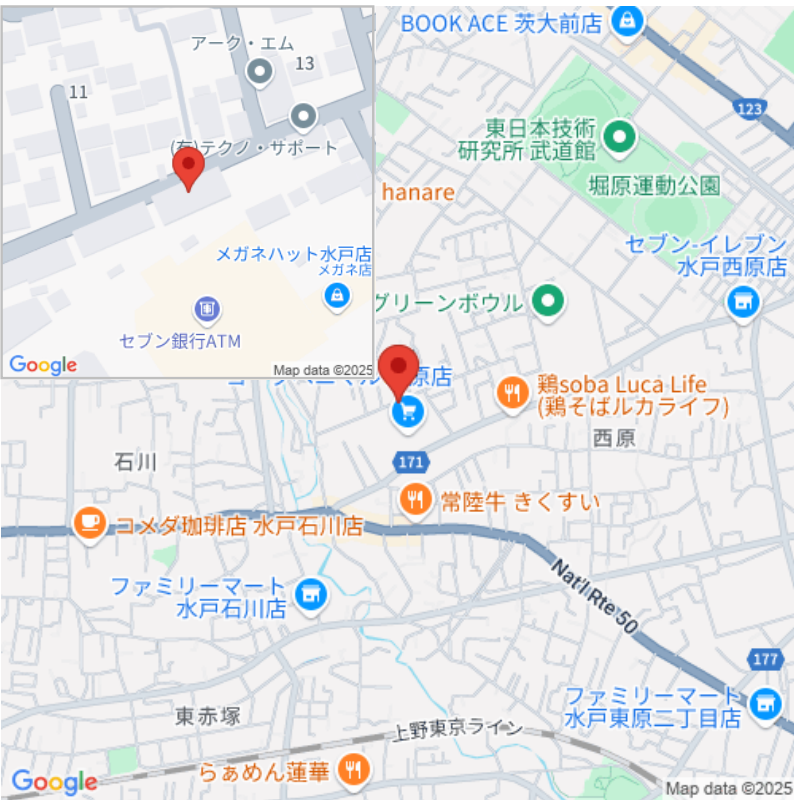 アーク・エム
13
11
(有)テクノ・サポート
メガネハット水戸店
メガネ店
セブン銀行ATM
Google
Map data ©2025
BOOK ACE 茨大前店
123
東日本技術
研究所 武道館
堀原運動公園
hanare
セブン-イレブン
水戸西原店
グリーンボウル
原店
鶏soba Luca Life
(鶏そばルカライフ)
西原
石川
171
常陸牛 きくすい
コメダ珈琲店 水戸石川店
Nat'l Rte 50
ファミリーマート
水戸石川店
177
ファミリーマート
水戸東原二丁目店
東赤塚
上野東京ライン
らぁめん蓮華
Google
Map data ©2025